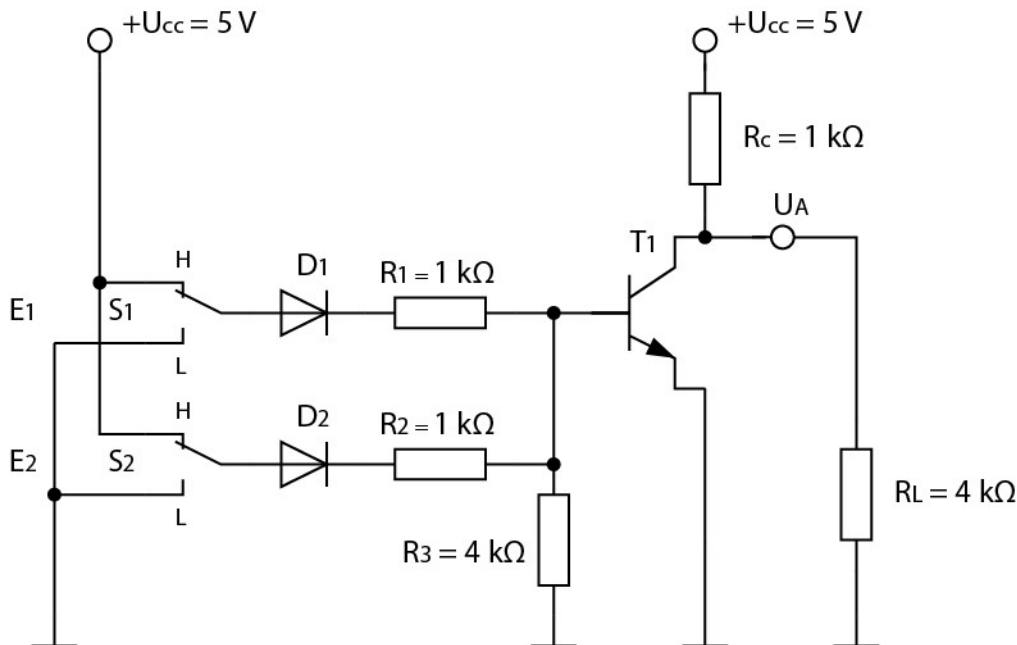 +Ucc = 5 V
+Ucc = 5 V
Rc = 1 kΩ
UA
T1
H
D1
R1 = 1 kΩ
E1
S1
L
H
D2
R2 = 1 kΩ
E2
S2
L
RL = 4 kΩ
R3 = 4 kΩ